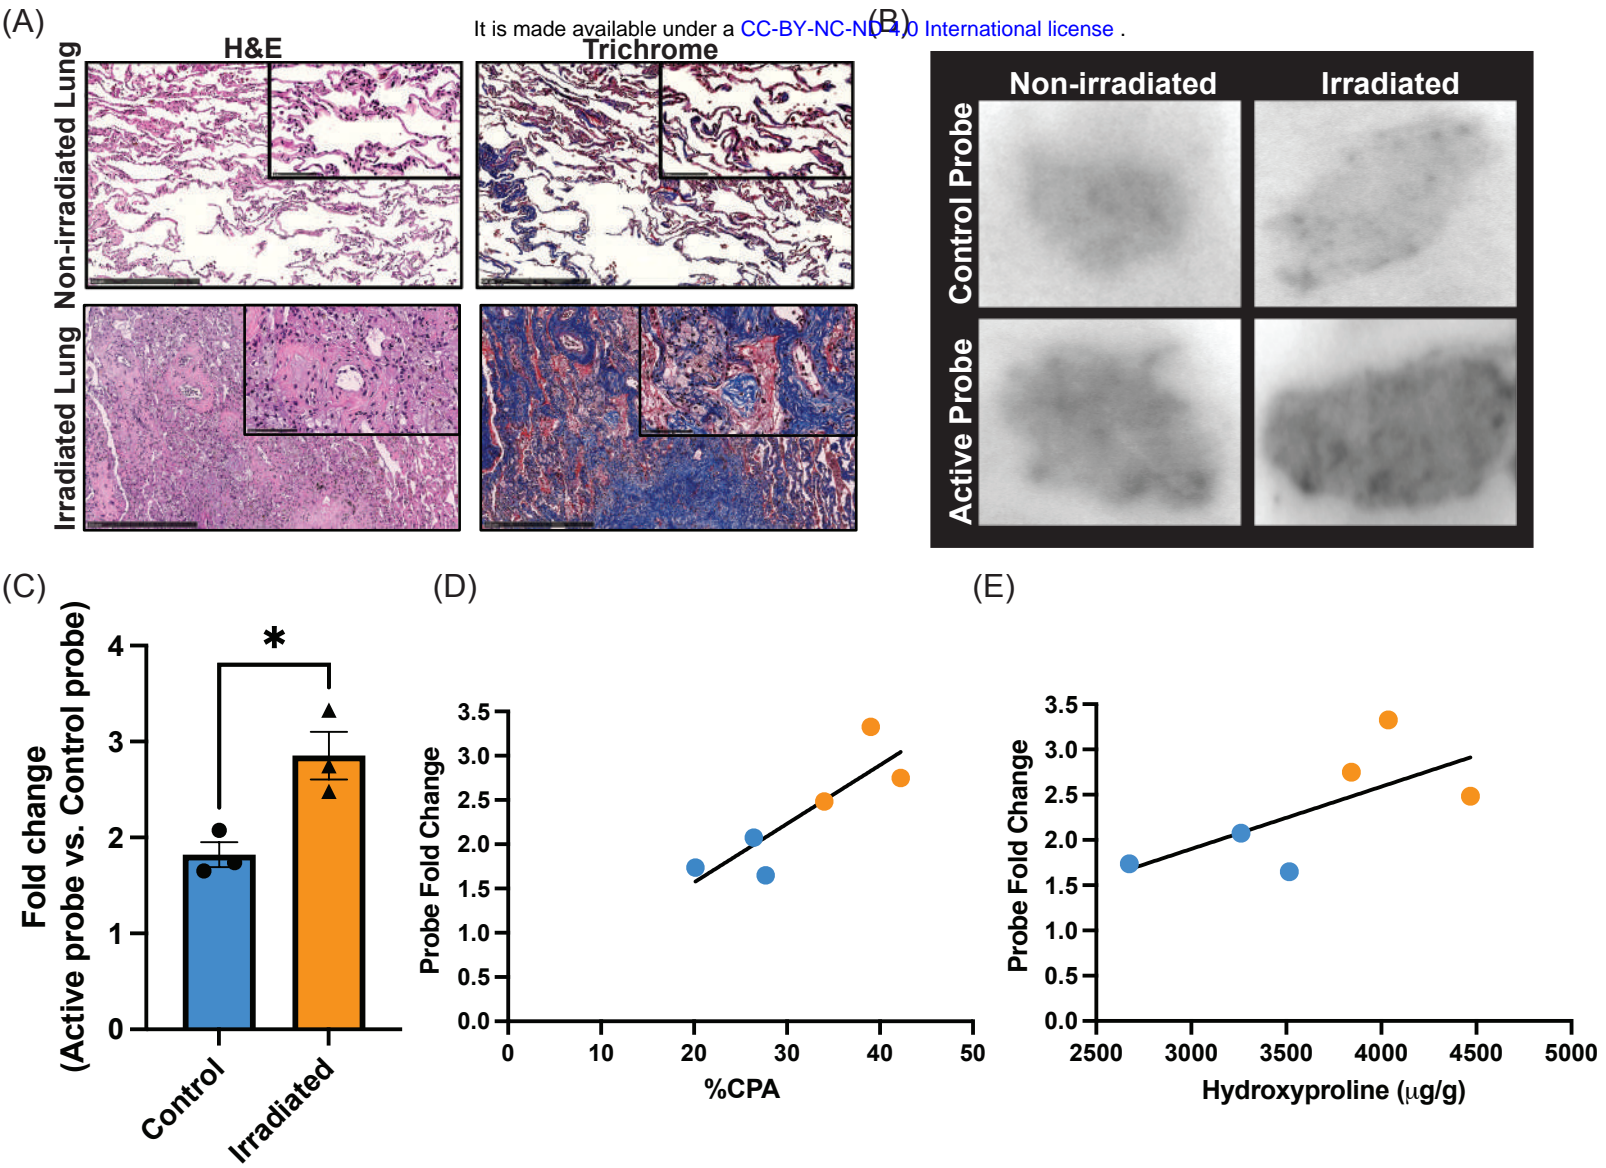 (A)
It is made available under a CC-BY-NC-ND 4.0 International license .
(B)
H&E
Trichrome
Non-irradiated Lung
Irradiated Lung
Non-irradiated
Irradiated
Control Probe
Active Probe
(C)
Fold change
(Active probe vs. Control probe)
4
3
2
1
0
*
Control
Irradiated
(D)
Probe Fold Change
3.5
3.0
2.5
2.0
1.5
1.0
0.5
0.0
0 10 20 30 40 50
%CPA
(E)
Probe Fold Change
3.5
3.0
2.5
2.0
1.5
1.0
0.5
0.0
2500 3000 3500 4000 4500 5000
Hydroxyproline (μg/g)